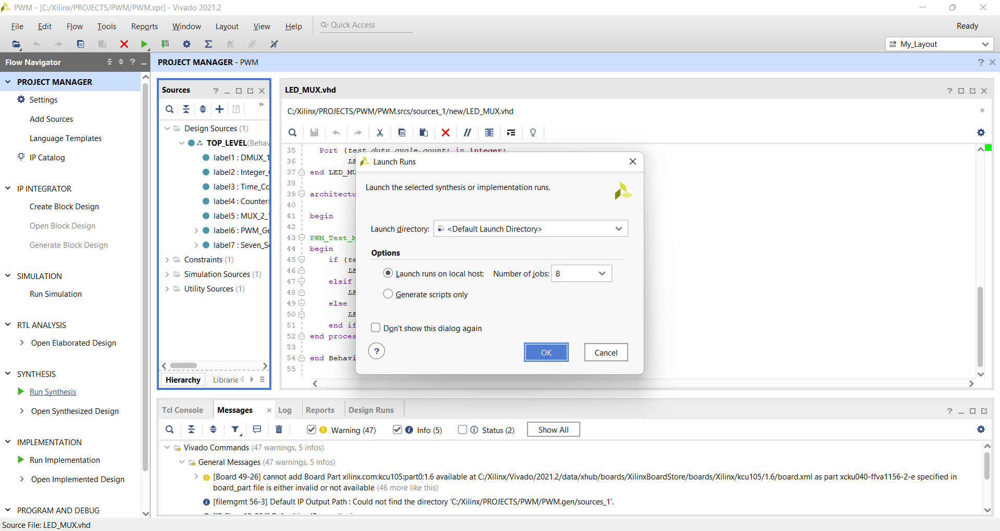 PWM - [C:/Xilinx/PROJECTS/PWM/PWM.xpr] - Vivado 2021.2
File Edit Flow Tools Reports Window Layout View Help Quick Access Ready
My_Layout
Flow Navigator
PROJECT MANAGER - PWM
PROJECT MANAGER
Settings
Add Sources
Language Templates
IP Catalog
IP INTEGRATOR
Create Block Design
Open Block Design
Generate Block Design
SIMULATION
Run Simulation
RTL ANALYSIS
Open Elaborated Design
SYNTHESIS
Run Synthesis
Open Synthesized Design
IMPLEMENTATION
Run Implementation
Open Implemented Design
PROGRAM AND DEBUG
Sources
Design Sources (1)
TOP_LEVEL(Behav
label1 : DMUX_1
label2 : Integer_
label3 : Time_Co
label4 : Counter
label5 : MUX_2_
label6 : PWM_Ge
label7 : Seven_S
Constraints (1)
Simulation Sources (1)
Utility Sources (1)
Hierarchy Librarie
LED_MUX.vhd
C:/Xilinx/PROJECTS/PWM/PWM.srcs/sources_1/new/LED_MUX.vhd
35 Port (test_duty_cycle_count: in integer;
36 LE
37 end LED_MU
38
39 architectu
40
41 begin
42
43 PWM_Test_M
44 begin
45 if (te
46 LE
47 elsif
48 LE
49 else
50 LE
51 end if
52 end proces
53
54 end Behavi
55
Launch Runs
Launch the selected synthesis or implementation runs.
Launch directory: <Default Launch Directory>
Options
Launch runs on local host: Number of jobs: 8
Generate scripts only
Don't show this dialog again
? OK Cancel
Tcl Console Messages Log Reports Design Runs
Warning (47) Info (5) Status (2) Show All
Vivado Commands (47 warnings, 5 infos)
General Messages (47 warnings, 5 infos)
[Board 49-26] cannot add Board Part xilinx.com:kcu105:part0:1.6 available at C:/Xilinx/Vivado/2021.2/data/xhub/boards/XilinxBoardStore/boards/Xilinx/kcu105/1.6/board.xml as part xcku040-ffva1156-2-e specified in
board_part file is either invalid or not available (46 more like this)
[filemgmt 56-3] Default IP Output Path : Could not find the directory 'C:/Xilinx/PROJECTS/PWM/PWM.gen/sources_1'.
Source File: LED_MUX.vhd